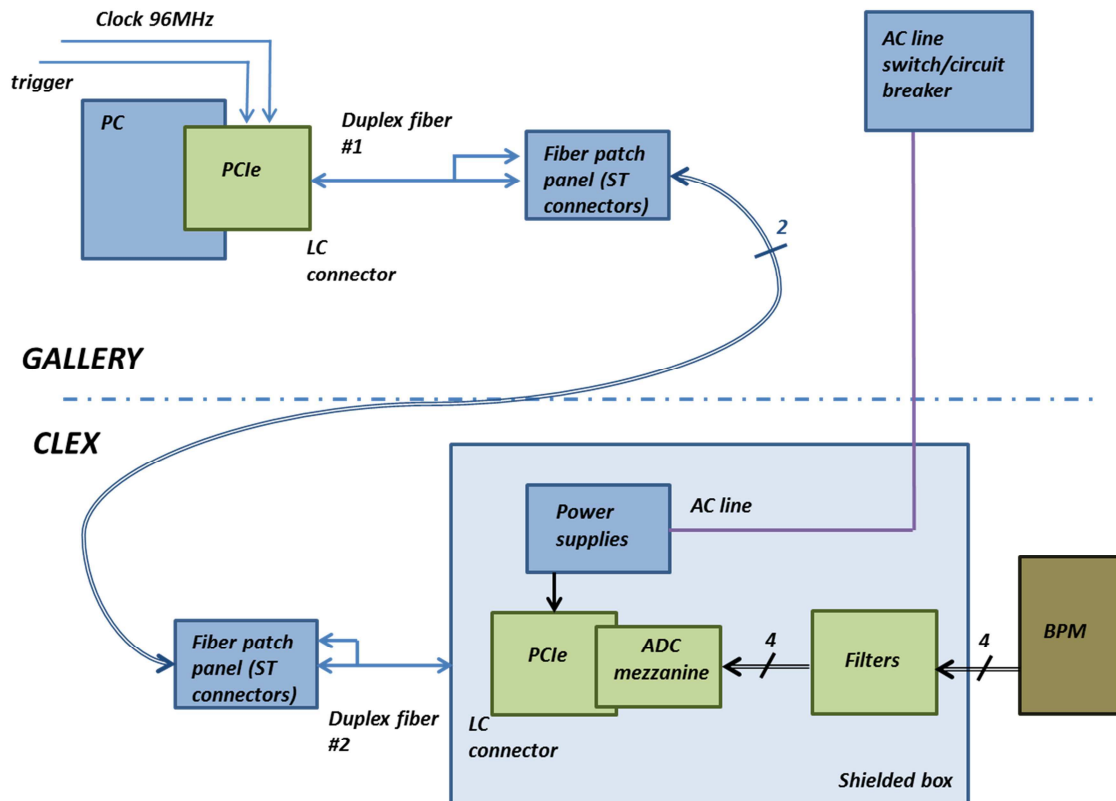 Clock 96MHz
trigger
PC
PCIe
Duplex fiber
#1
LC
connector
Fiber patch
panel (ST
connectors)
2
AC line
switch/circuit
breaker
GALLERY
CLEX
Power
supplies
AC line
Fiber patch
panel (ST
connectors)
Duplex fiber
#2
PCIe
LC
connector
ADC
mezzanine
4
Filters
4
BPM
Shielded box